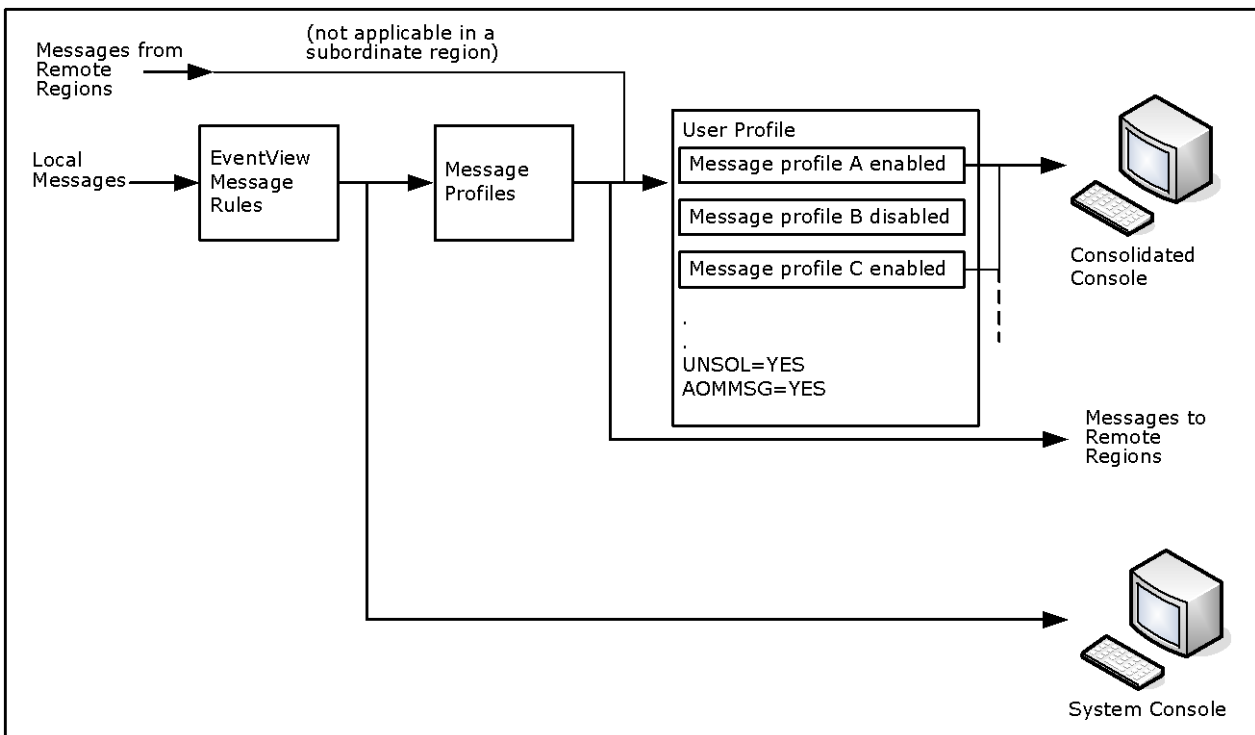 (not applicable in a
subordinate region)
Messages from
Remote
Regions
Local
Messages
EventView
Message
Rules
Message
Profiles
User Profile
Message profile A enabled
Message profile B disabled
Message profile C enabled
.
.
UNSOL=YES
AOMMSG=YES
Consolidated
Console
Messages to
Remote
Regions
System Console